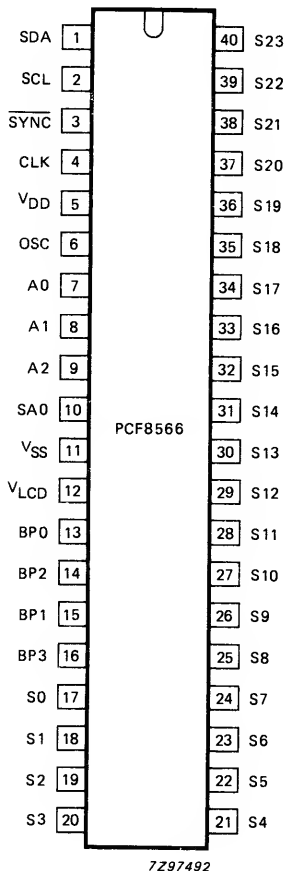 SDA 1 40 S23
SCL 2 39 S22
SYNC 3 38 S21
CLK 4 37 S20
VDD 5 36 S19
OSC 6 35 S18
A0 7 34 S17
A1 8 33 S16
A2 9 32 S15
SA0 10 31 S14
PCF8566
VSS 11 30 S13
VLCD 12 29 S12
BP0 13 28 S11
BP2 14 27 S10
BP1 15 26 S9
BP3 16 25 S8
S0 17 24 S7
S1 18 23 S6
S2 19 22 S5
S3 20 21 S4
7Z97492